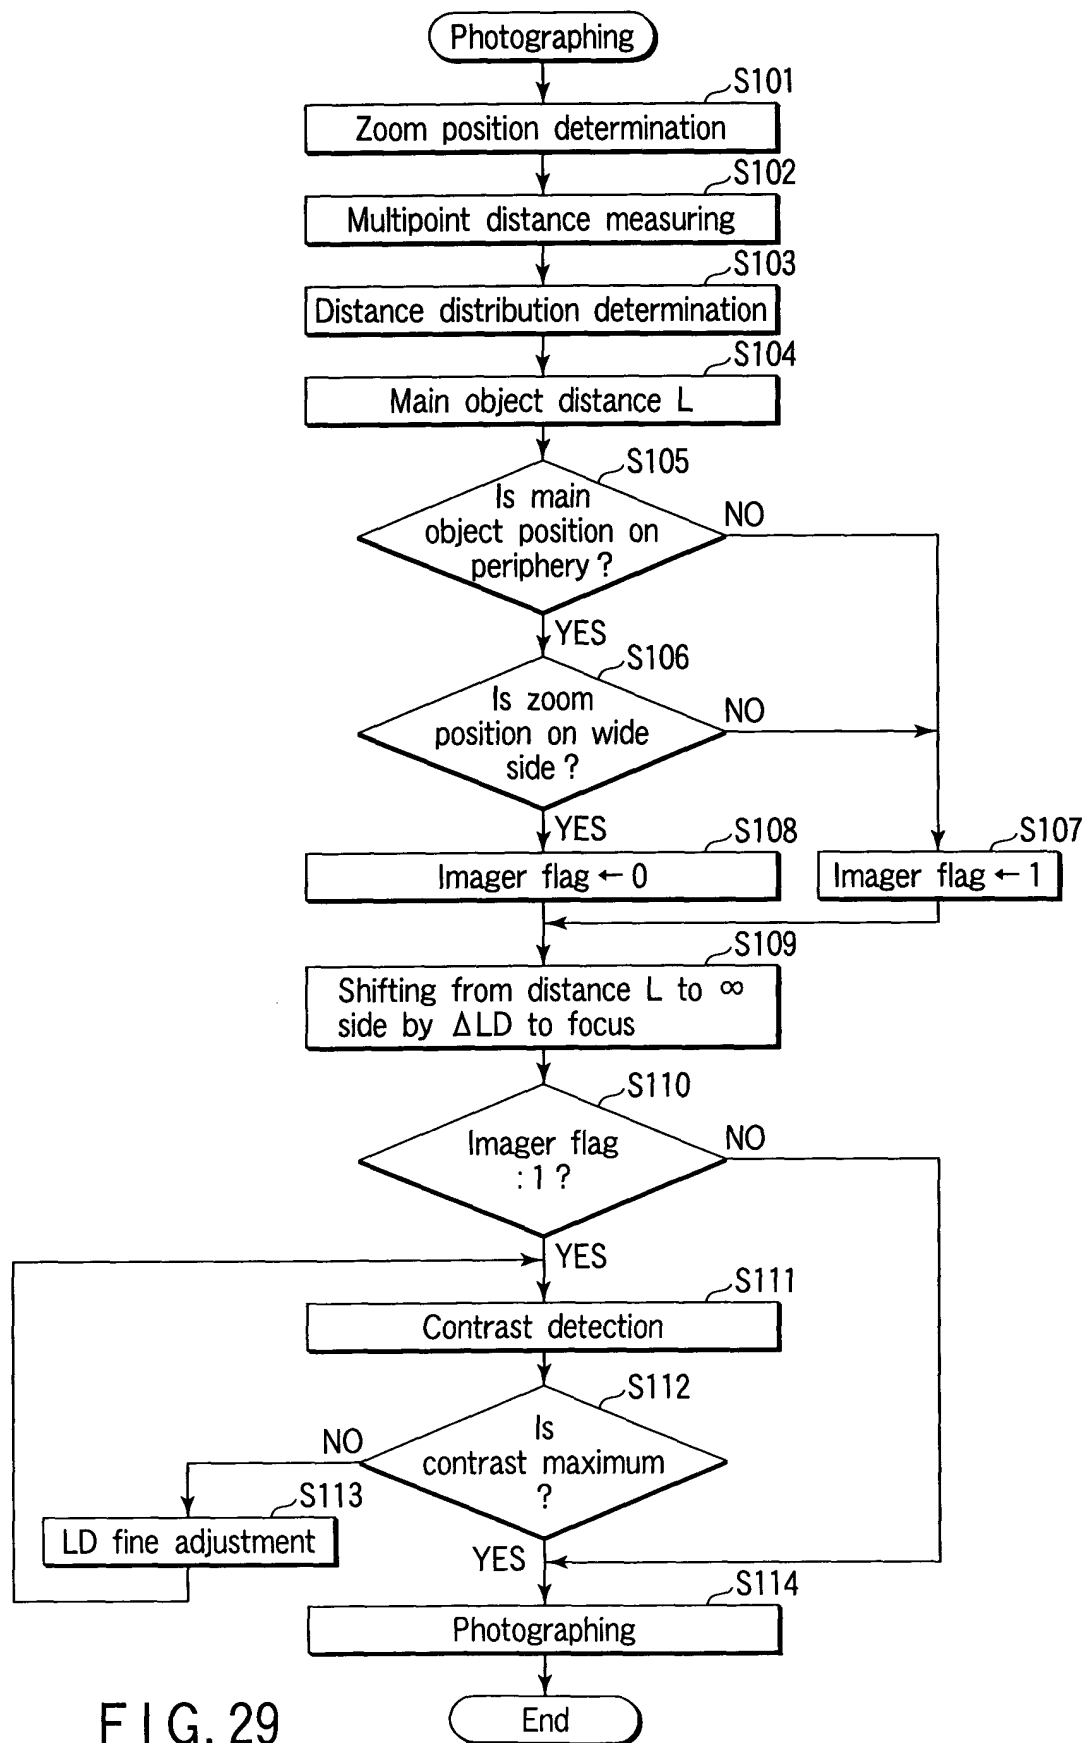 Photographing
S101
Zoom position determination
S102
Multipoint distance measuring
S103
Distance distribution determination
S104
Main object distance L
S105
Is main
object position on
periphery ?
NO
YES
S106
Is zoom
position on wide
side ?
NO
YES
S108
Imager flag ← 0
S107
Imager flag ← 1
S109
Shifting from distance L to ∞
side by ΔLD to focus
S110
Imager flag
: 1 ?
NO
YES
S111
Contrast detection
S112
Is
contrast maximum
?
NO
S113
LD fine adjustment
YES
S114
Photographing
End
FIG. 29